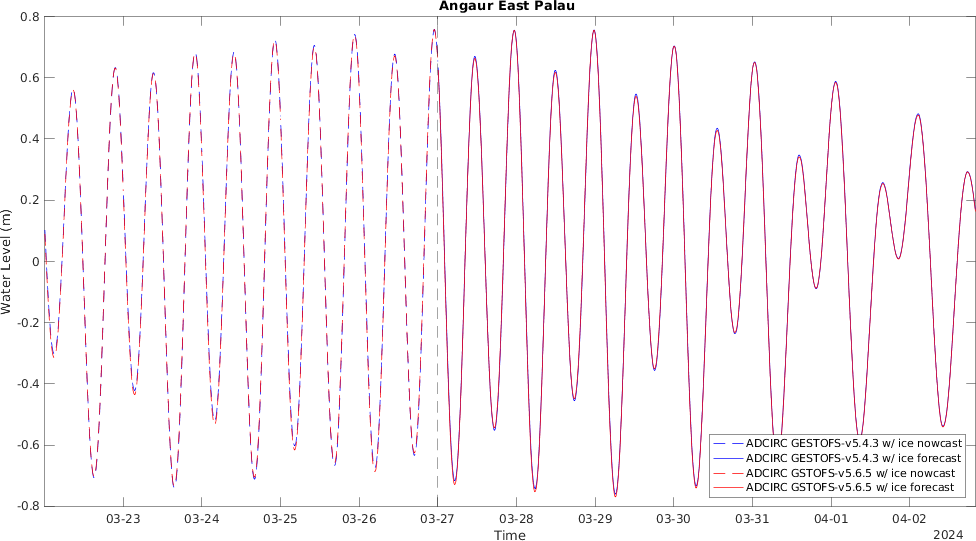 Angaur East Palau
0.8
0.6
0.4
0.2
0
-0.2
-0.4
-0.6
-0.8
Water Level (m)
ADCIRC GESTOFS-v5.4.3 w/ ice nowcast
ADCIRC GESTOFS-v5.4.3 w/ ice forecast
ADCIRC GSTOFS-v5.6.5 w/ ice nowcast
ADCIRC GSTOFS-v5.6.5 w/ ice forecast
03-23 03-24 03-25 03-26 03-27 03-28 03-29 03-30 03-31 04-01 04-02
Time
2024